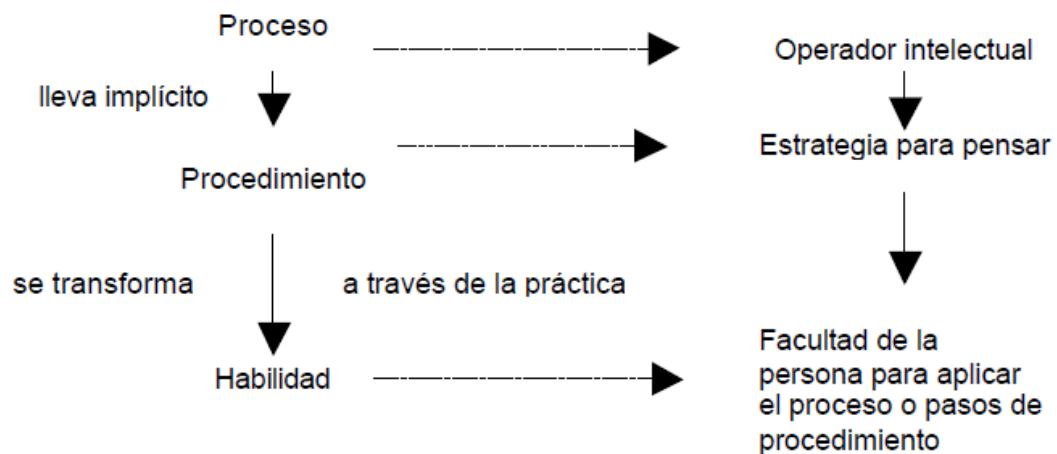 Proceso
Operador intelectual
lleva implícito
Estrategia para pensar
Procedimiento
se transforma
a través de la práctica
Habilidad
Facultad de la
persona para aplicar
el proceso o pasos de
procedimiento